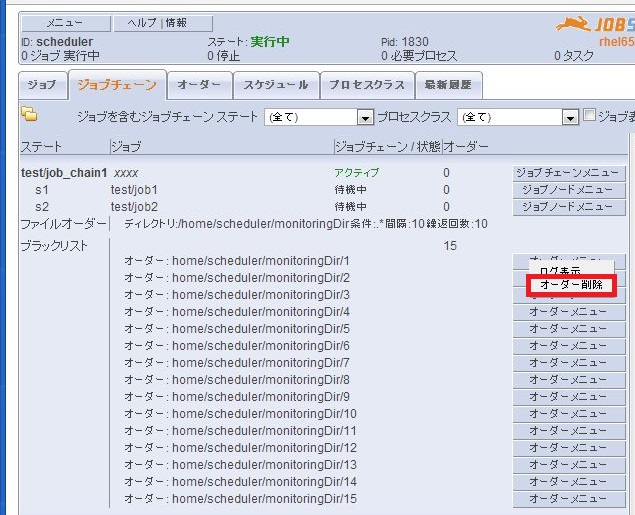 メニュー ヘルプ | 情報 JOBS
ID: scheduler ステート: 実行中 Pid: 1830 rhel65
0 ジョブ 実行中 0 停止 0 必要プロセス 0 タスク
ジョブ ジョブチェーン オーダー スケジュール プロセスクラス 最新履歴
ジョブを含むジョブチェーン ステート (全て) プロセスクラス (全て) ジョブ表
ステート ジョブ ジョブチェーン / 状態 オーダー
test/job_chain1 xxxx アクティブ 0 ジョブチェーンメニュー
s1 test/job1 待機中 0 ジョブノードメニュー
s2 test/job2 待機中 0 ジョブノードメニュー
ファイルオーダー ディレクトリ:/home/scheduler/monitoringDir条件:.*間隔:10繰返回数:10
ブラックリスト 15
オーダー : home/scheduler/monitoringDir/1 オーダーメニュー
ログ表示
オーダー : home/scheduler/monitoringDir/2
オーダー削除
オーダー : home/scheduler/monitoringDir/3
オーダー : home/scheduler/monitoringDir/4 オーダーメニュー
オーダー : home/scheduler/monitoringDir/5 オーダーメニュー
オーダー : home/scheduler/monitoringDir/6 オーダーメニュー
オーダー : home/scheduler/monitoringDir/7 オーダーメニュー
オーダー : home/scheduler/monitoringDir/8 オーダーメニュー
オーダー : home/scheduler/monitoringDir/9 オーダーメニュー
オーダー : home/scheduler/monitoringDir/10 オーダーメニュー
オーダー : home/scheduler/monitoringDir/11 オーダーメニュー
オーダー : home/scheduler/monitoringDir/12 オーダーメニュー
オーダー : home/scheduler/monitoringDir/13 オーダーメニュー
オーダー : home/scheduler/monitoringDir/14 オーダーメニュー
オーダー : home/scheduler/monitoringDir/15 オーダーメニュー